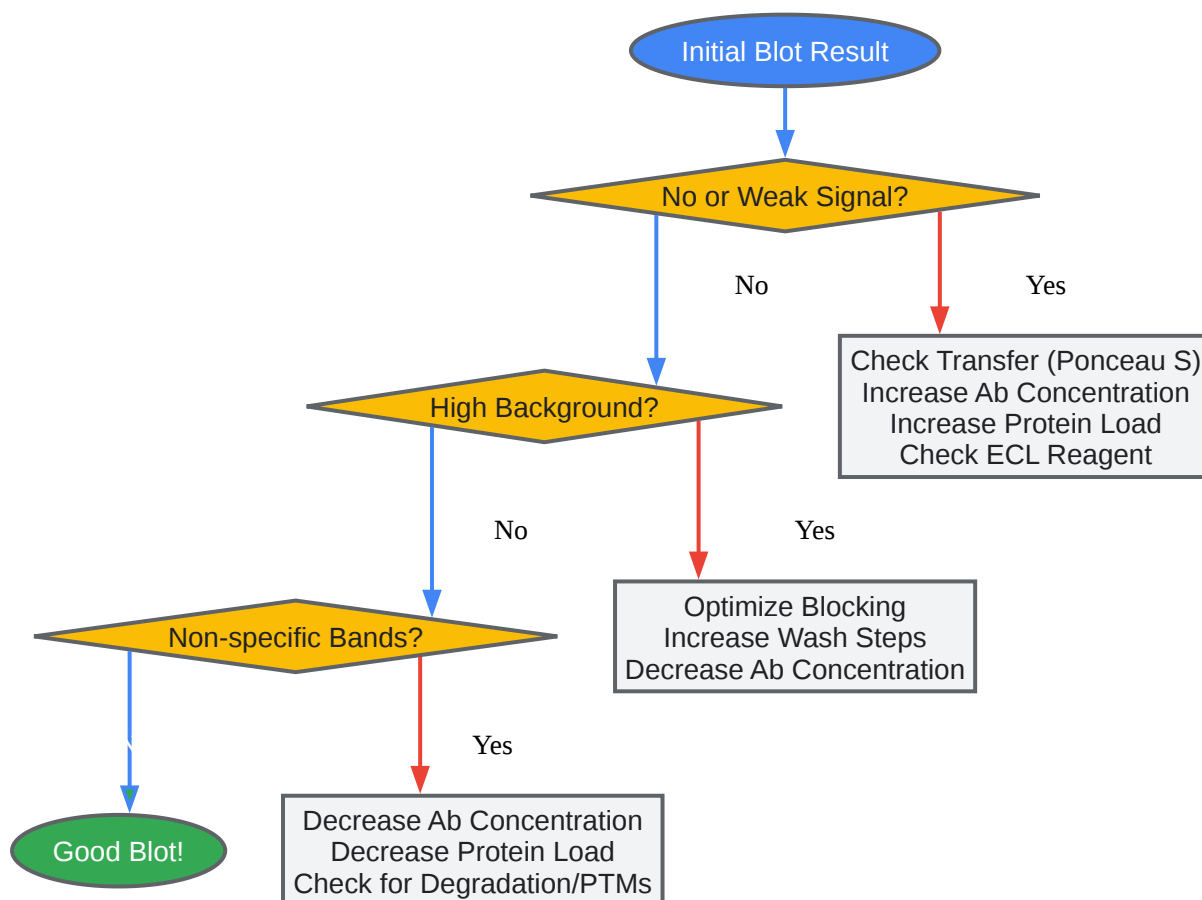 Initial Blot Result
No or Weak Signal?
No
Yes
Check Transfer (Ponceau S)
Increase Ab Concentration
Increase Protein Load
Check ECL Reagent
High Background?
No
Yes
Optimize Blocking
Increase Wash Steps
Decrease Ab Concentration
Non-specific Bands?
Yes
Decrease Ab Concentration
Decrease Protein Load
Check for Degradation/PTMs
Good Blot!